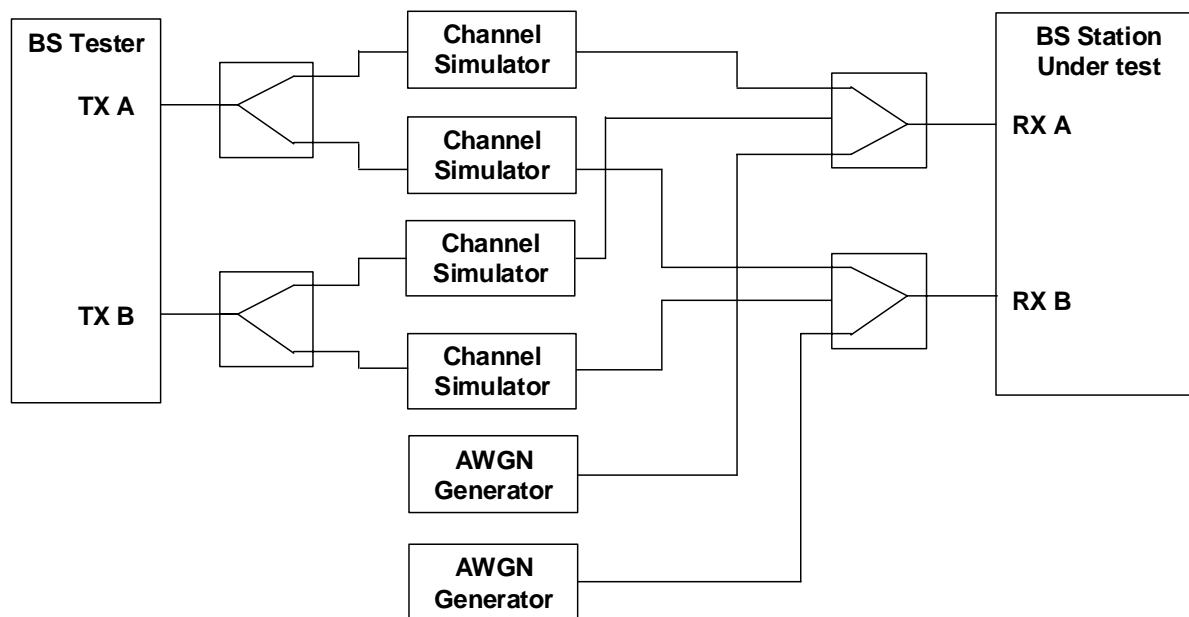 BS Tester
TX A
TX B
Channel
Simulator
Channel
Simulator
Channel
Simulator
Channel
Simulator
AWGN
Generator
AWGN
Generator
BS Station
Under test
RX A
RX B